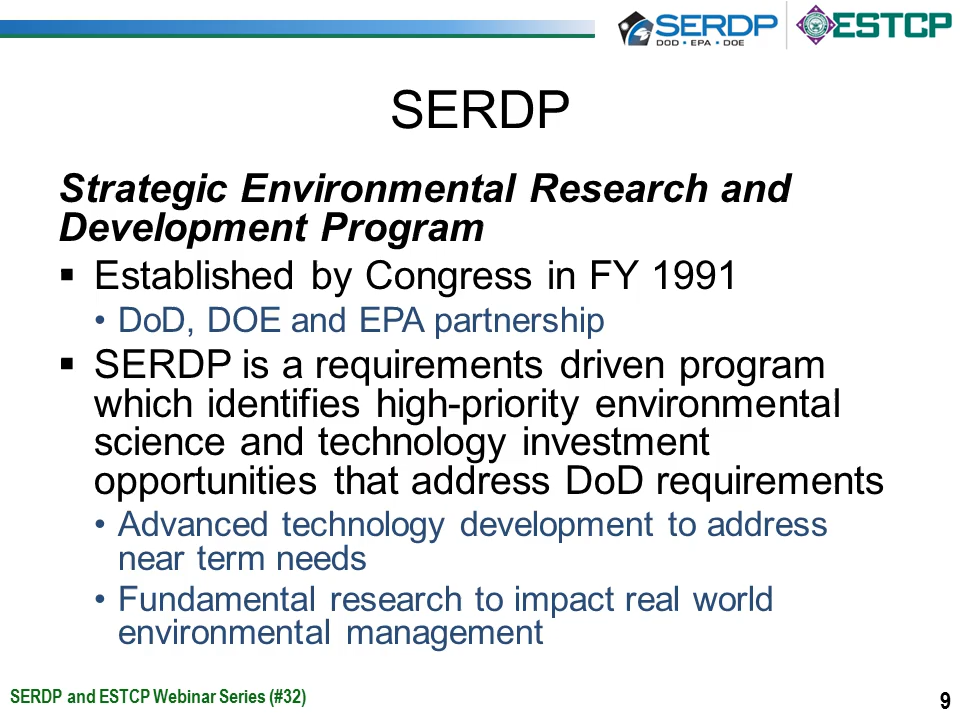 SERDP
DOD • EPA • DOE
ESTCP
SERDP
Strategic Environmental Research and
Development Program
▪ Established by Congress in FY 1991
• DoD, DOE and EPA partnership
▪ SERDP is a requirements driven program
which identifies high-priority environmental
science and technology investment
opportunities that address DoD requirements
• Advanced technology development to address
near term needs
• Fundamental research to impact real world
environmental management
SERDP and ESTCP Webinar Series (#32)
9